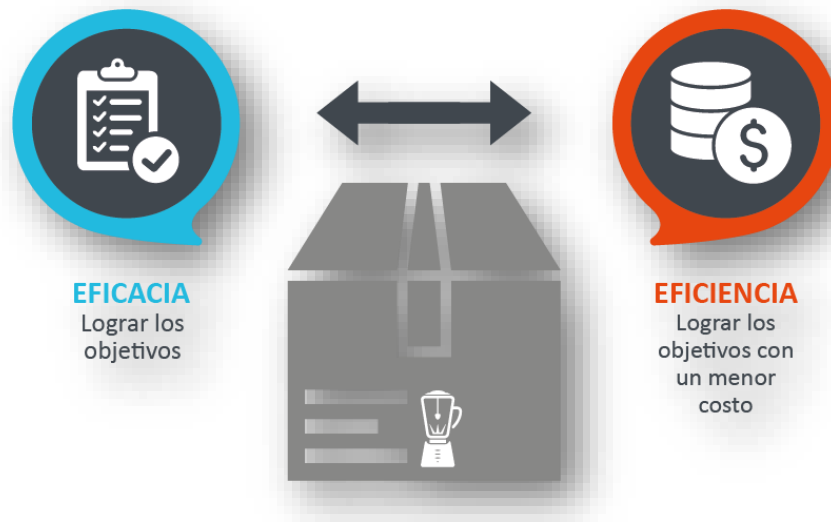 EFICACIA
Lograr los
objetivos
$
EFICIENCIA
Lograr los
objetivos con
un menor
costo